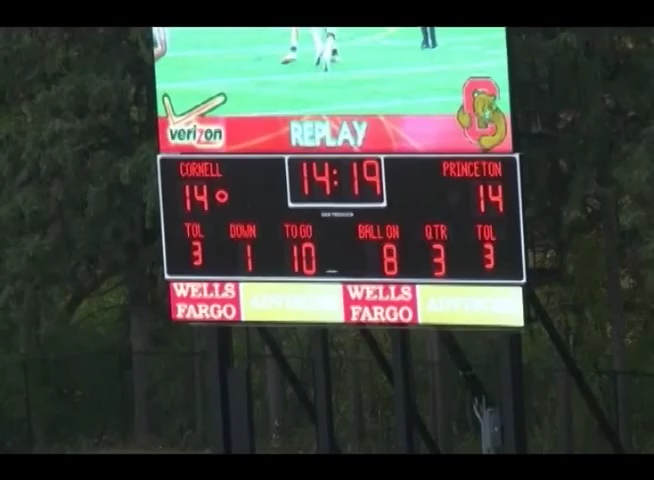 verizon
REPLAY
C
CORNELL 14:19 PRINCETON
14 14
TOL DOWN TO GO BALL ON QTR TOL
3 1 10 8 3 3
WELLS FARGO WELLS FARGO